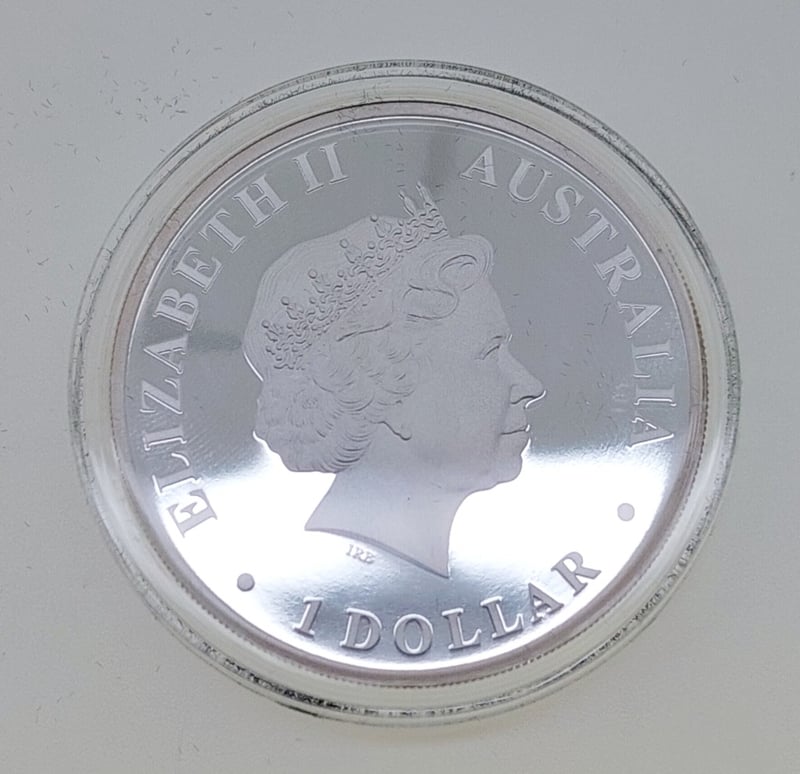 ELIZABETH II
AUSTRALIA
1 DOLLAR
IRB